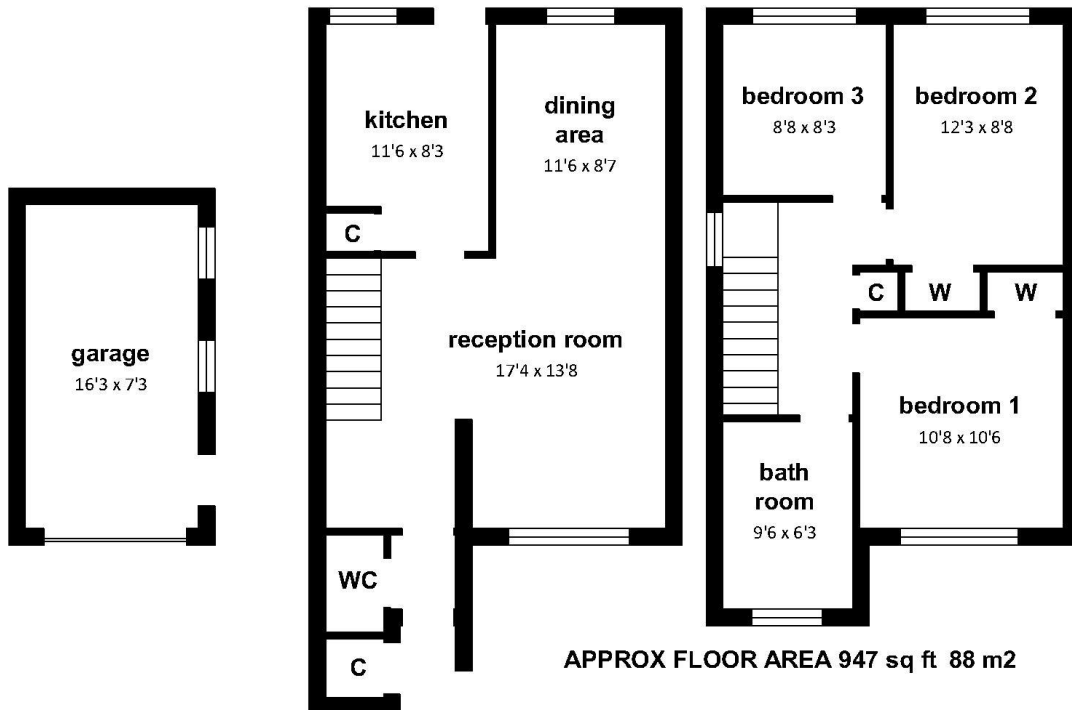 garage
16'3 x 7'3
kitchen
11'6 x 8'3
dining
area
11'6 x 8'7
C
reception room
17'4 x 13'8
WC
C
bedroom 3
8'8 x 8'3
bedroom 2
12'3 x 8'8
C
W
W
bedroom 1
10'8 x 10'6
bath
room
9'6 x 6'3
APPROX FLOOR AREA 947 sq ft 88 m2